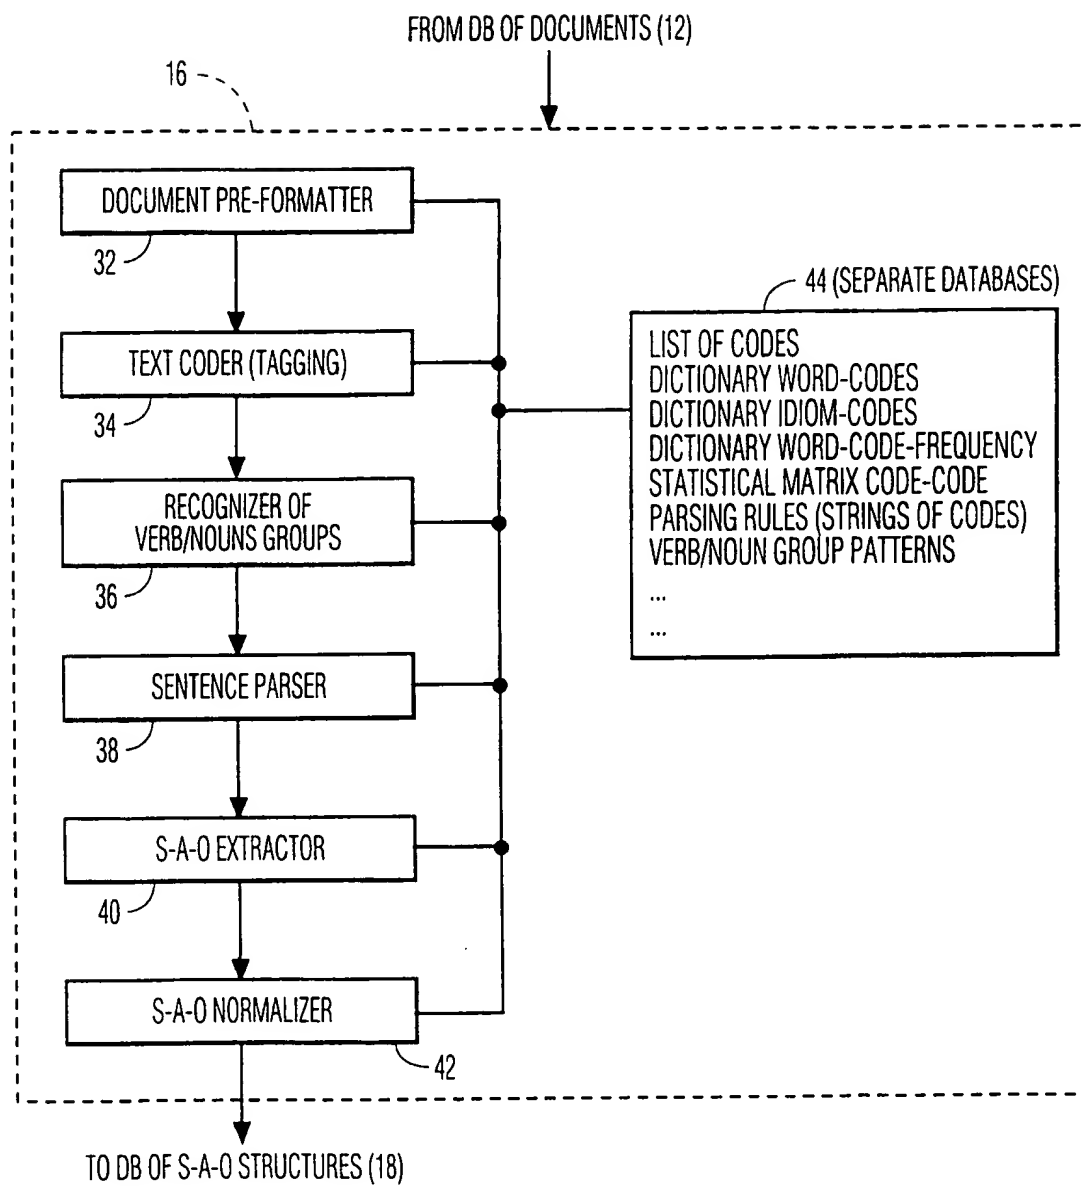 FROM DB OF DOCUMENTS (12)
16
DOCUMENT PRE-FORMATTER
32
44 (SEPARATE DATABASES)
TEXT CODER (TAGGING)
34
LIST OF CODES
DICTIONARY WORD-CODES
DICTIONARY IDIOM-CODES
DICTIONARY WORD-CODE-FREQUENCY
STATISTICAL MATRIX CODE-CODE
PARSING RULES (STRINGS OF CODES)
VERB/NOUN GROUP PATTERNS
...
...
RECOGNIZER OF
VERB/NOUNS GROUPS
36
SENTENCE PARSER
38
S-A-O EXTRACTOR
40
S-A-O NORMALIZER
42
TO DB OF S-A-O STRUCTURES (18)